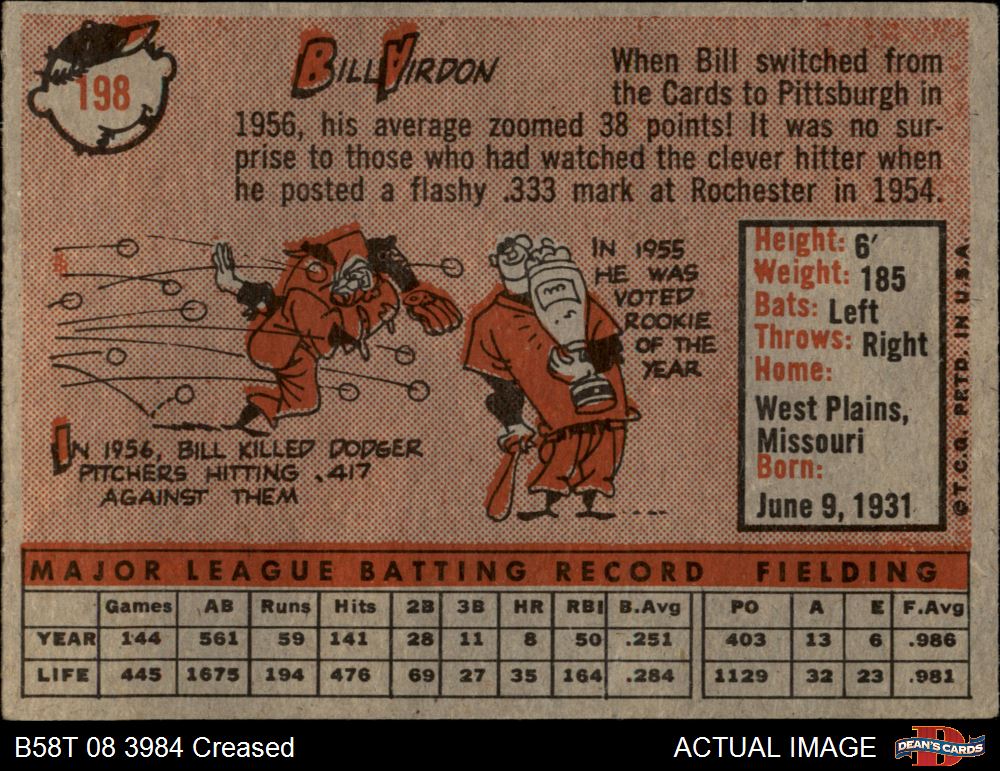 198
BILL VIRDON
When Bill switched from
the Cards to Pittsburgh in
1956, his average zoomed 38 points! It was no sur-
prise to those who had watched the clever hitter when
he posted a flashy .333 mark at Rochester in 1954.
IN 1956, BILL KILLED DODGER
PITCHERS HITTING .417
AGAINST THEM
IN 1955
HE WAS
VOTED
ROOKIE
OF THE
YEAR
Height: 6′
Weight: 185
Bats: Left
Throws: Right
Home:
West Plains,
Missouri
Born:
June 9, 1931
© T.C.G. PRTD. IN U.S.A.
MAJOR LEAGUE BATTING RECORD FIELDING
Games AB Runs Hits 2B 3B HR RBI B.Avg PO A E F.Avg
YEAR 144 561 59 141 28 11 8 50 .251 403 13 6 .986
LIFE 445 1675 194 476 69 27 35 164 .284 1129 32 23 .981
B58T 08 3984 Creased ACTUAL IMAGE
D
DEAN'S CARDS